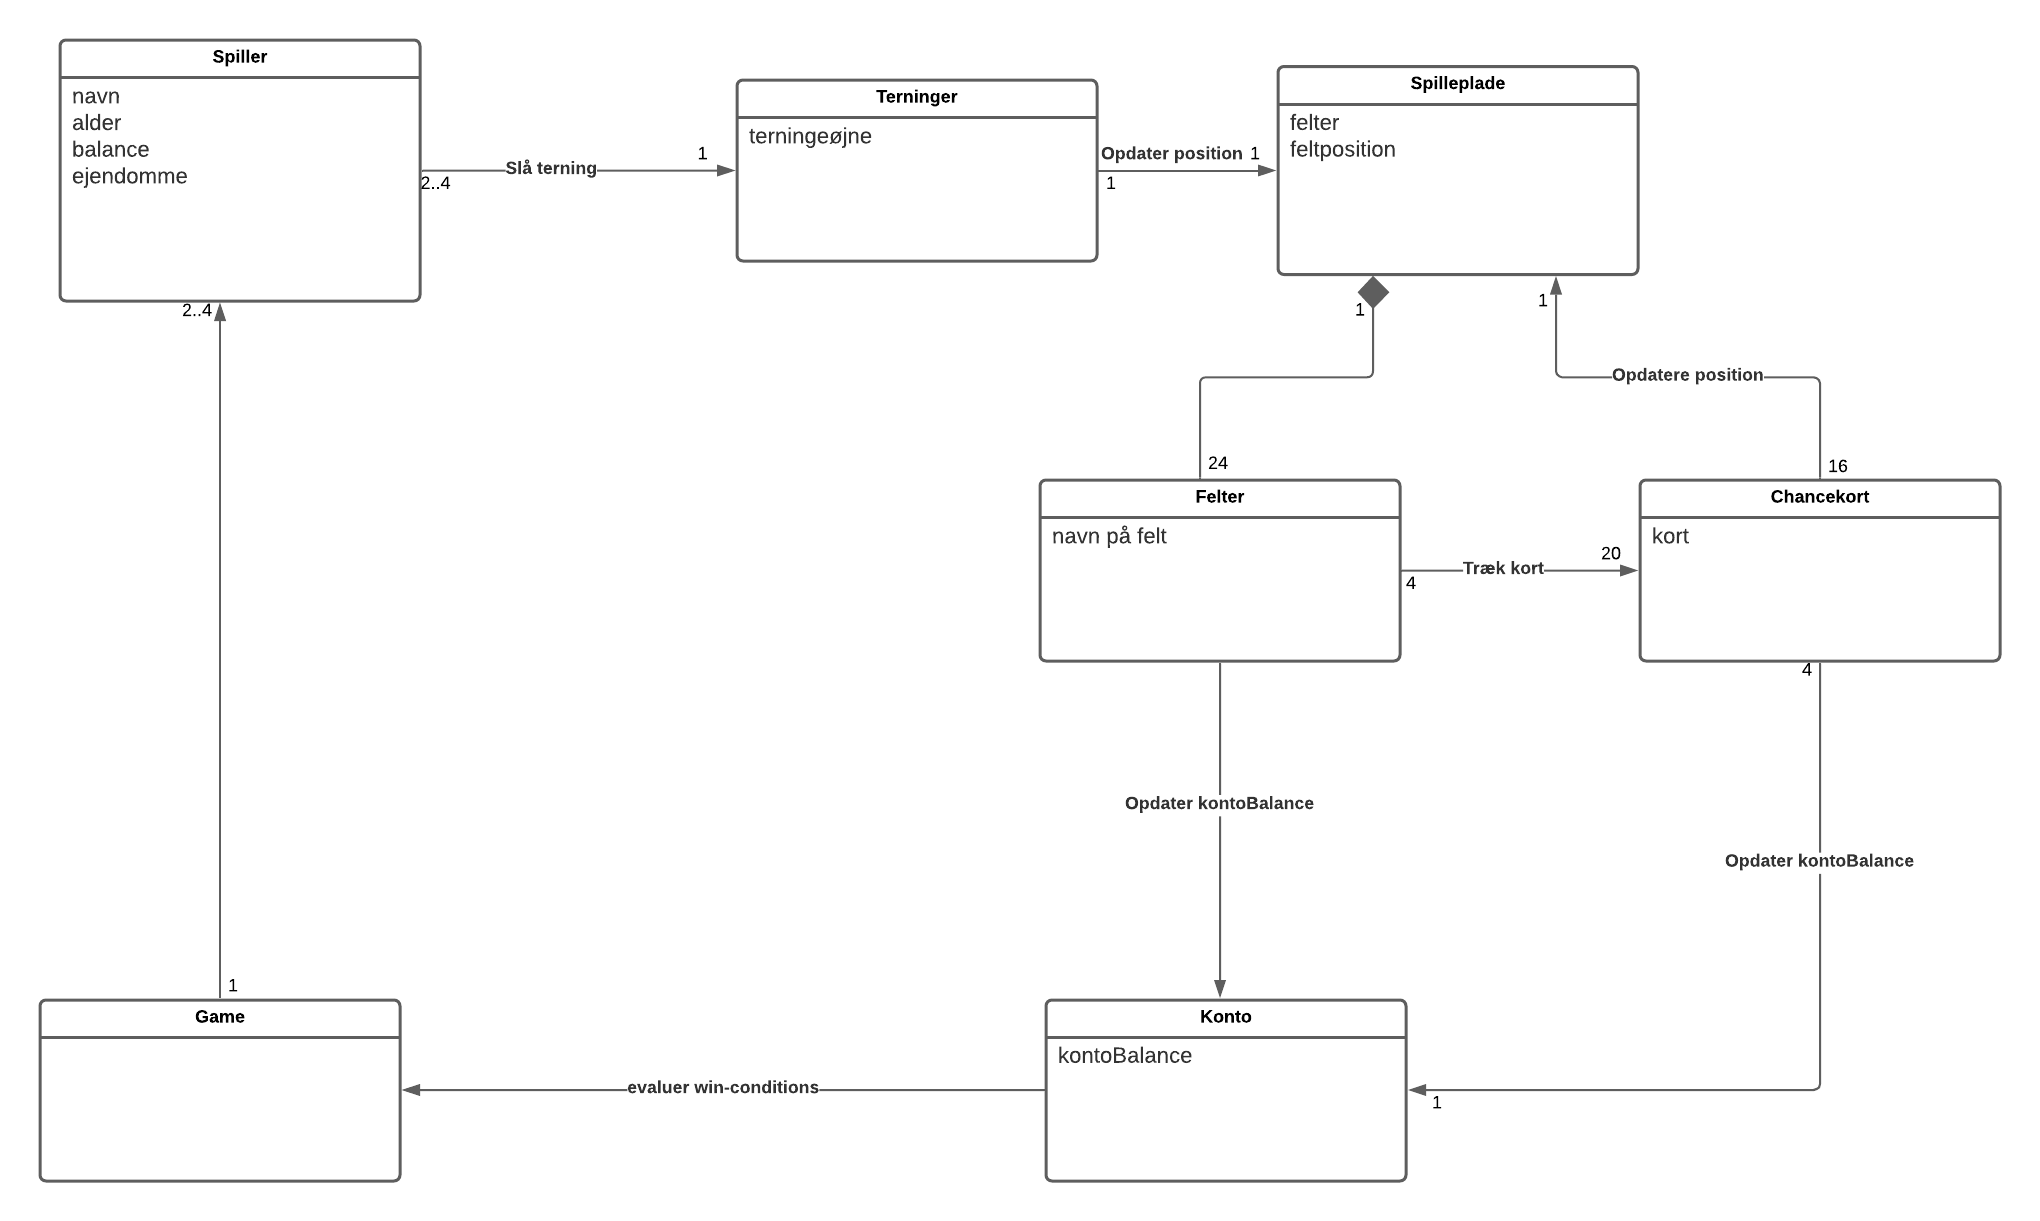 Spiller
navn
alder
balance
ejendomme
Slå terning
1
2..4
Terninger
terningeøjne
Opdater position
1
1
Spilleplade
felter
feltposition
2..4
1
1
Opdatere position
24
16
Felter
navn på felt
Træk kort
20
4
Chancekort
kort
4
Opdater kontoBalance
Opdater kontoBalance
1
Game
evaluer win-conditions
Konto
kontoBalance
1